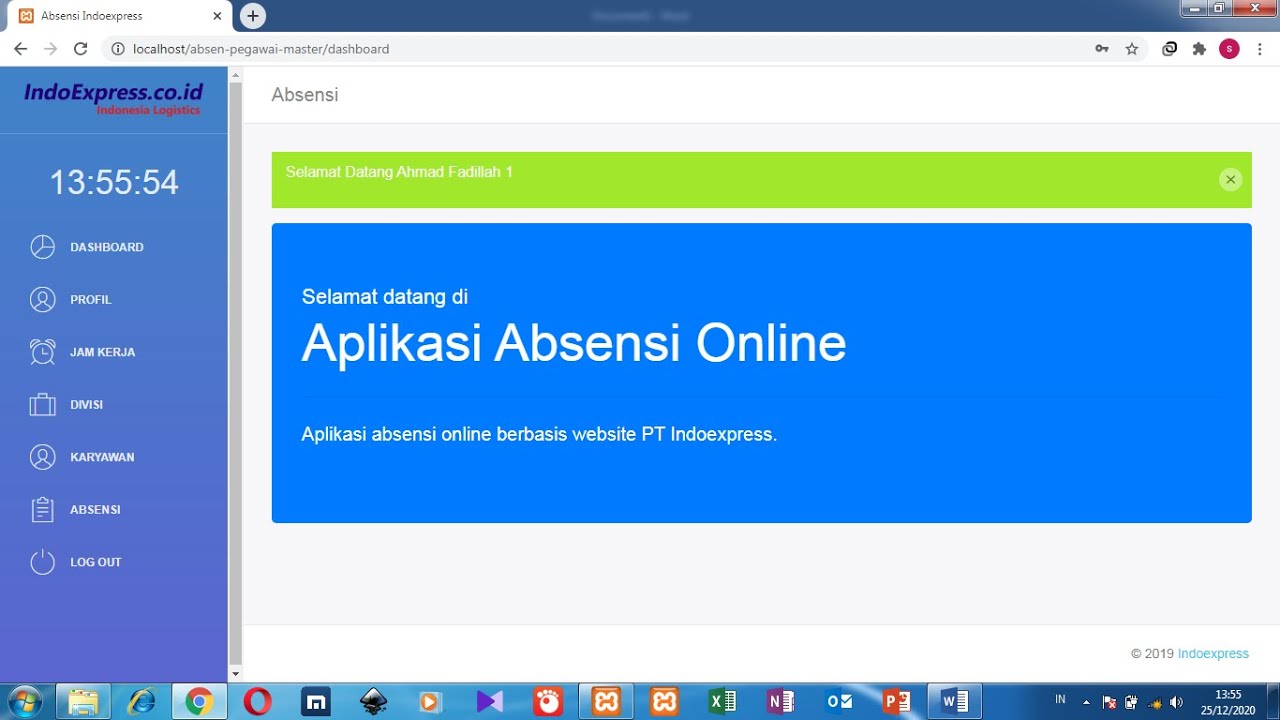 Absensi Indoexpress
localhost/absen-pegawai-master/dashboard
S
IndoExpress.co.id
Indonesia Logistics
13:55:54
DASHBOARD
PROFIL
JAM KERJA
DIVISI
KARYAWAN
ABSENSI
LOG OUT
Absensi
Selamat Datang Ahmad Fadillah 1
Selamat datang di
Aplikasi Absensi Online
Aplikasi absensi online berbasis website PT Indoexpress.
© 2019 Indoexpress
IN
13:55
25/12/2020